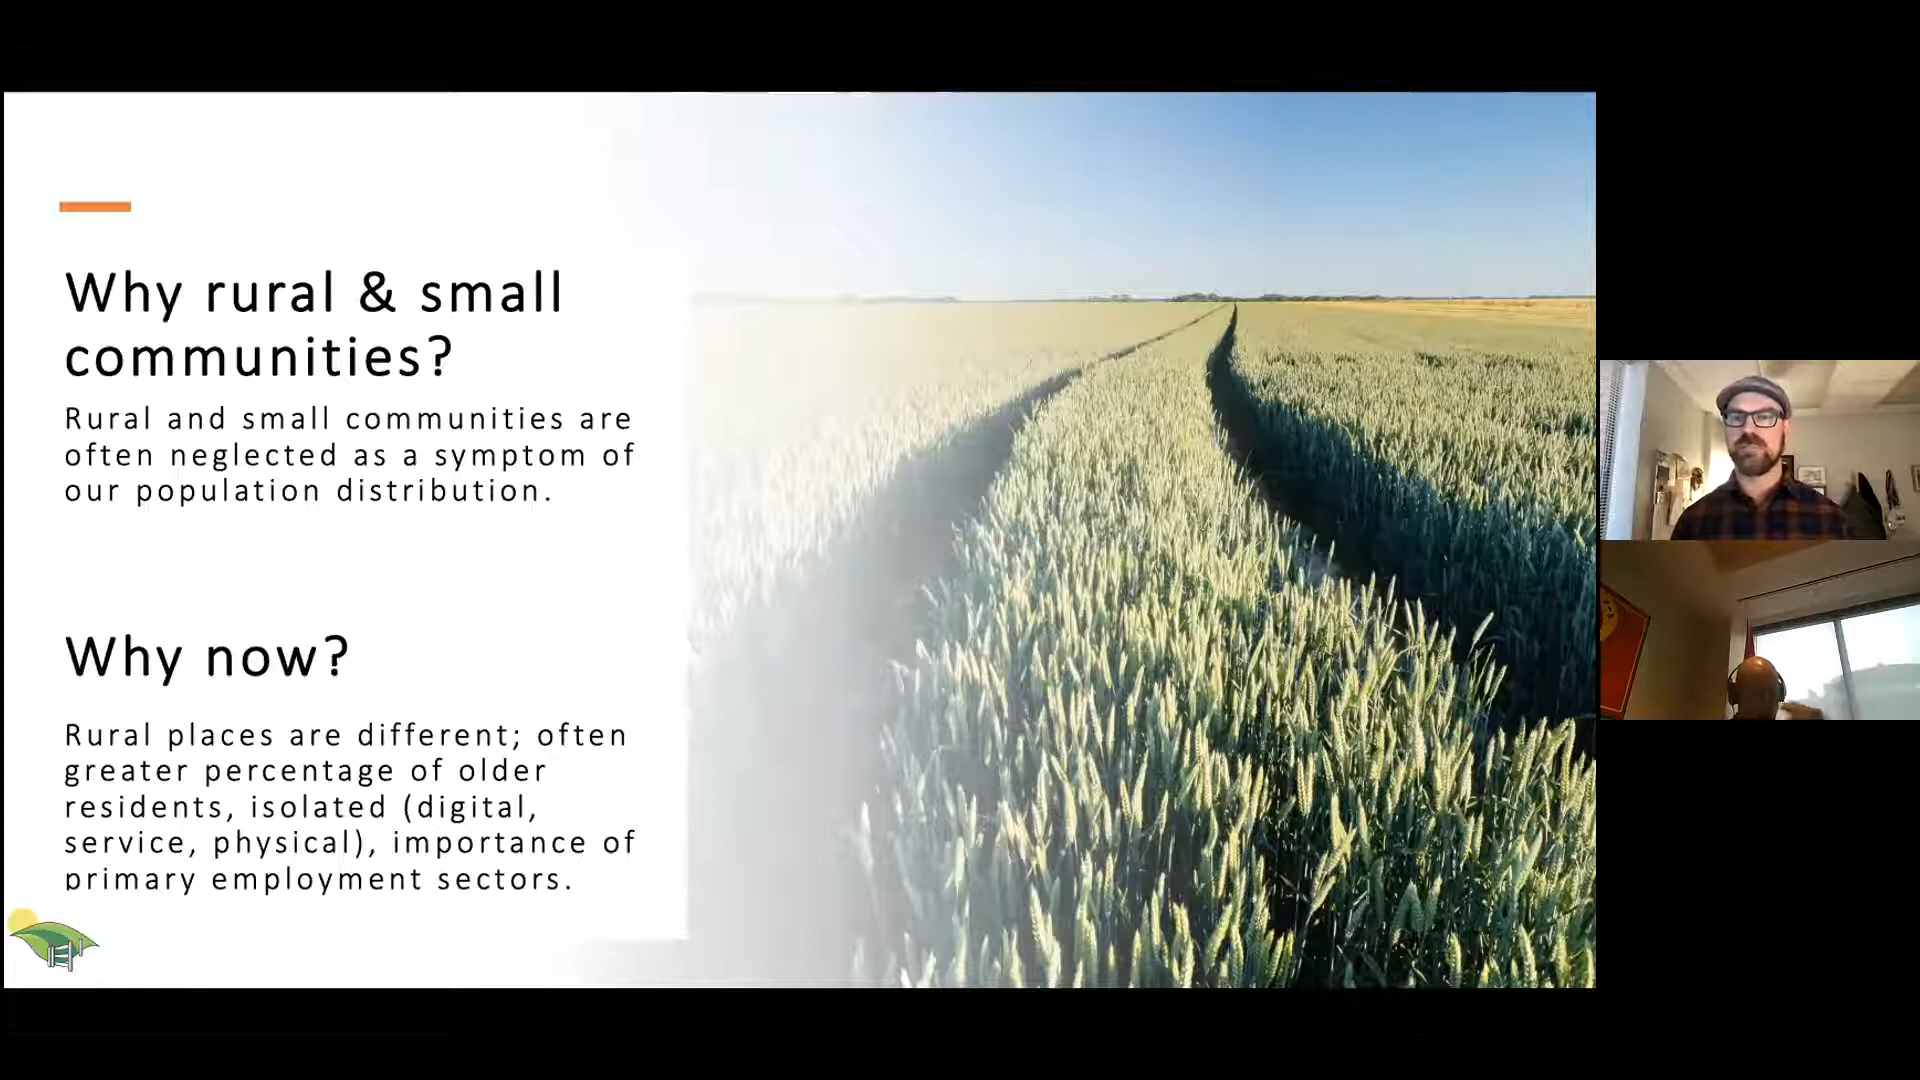 Why rural & small
communities?
Rural and small communities are
often neglected as a symptom of
our population distribution.
Why now?
Rural places are different; often
greater percentage of older
residents, isolated (digital,
service, physical), importance of
primary employment sectors.